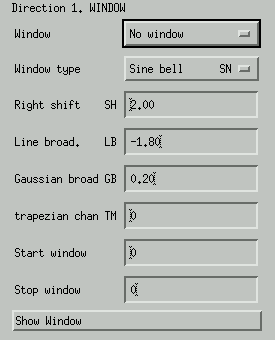 Direction 1. WINDOW
Window No window
Window type Sine bell SN
Right shift SH 2.00
Line broad. LB -1.80
Gaussian broad GB 0.20
trapezian chan TM 0
Start window 0
Stop window 0
Show Window